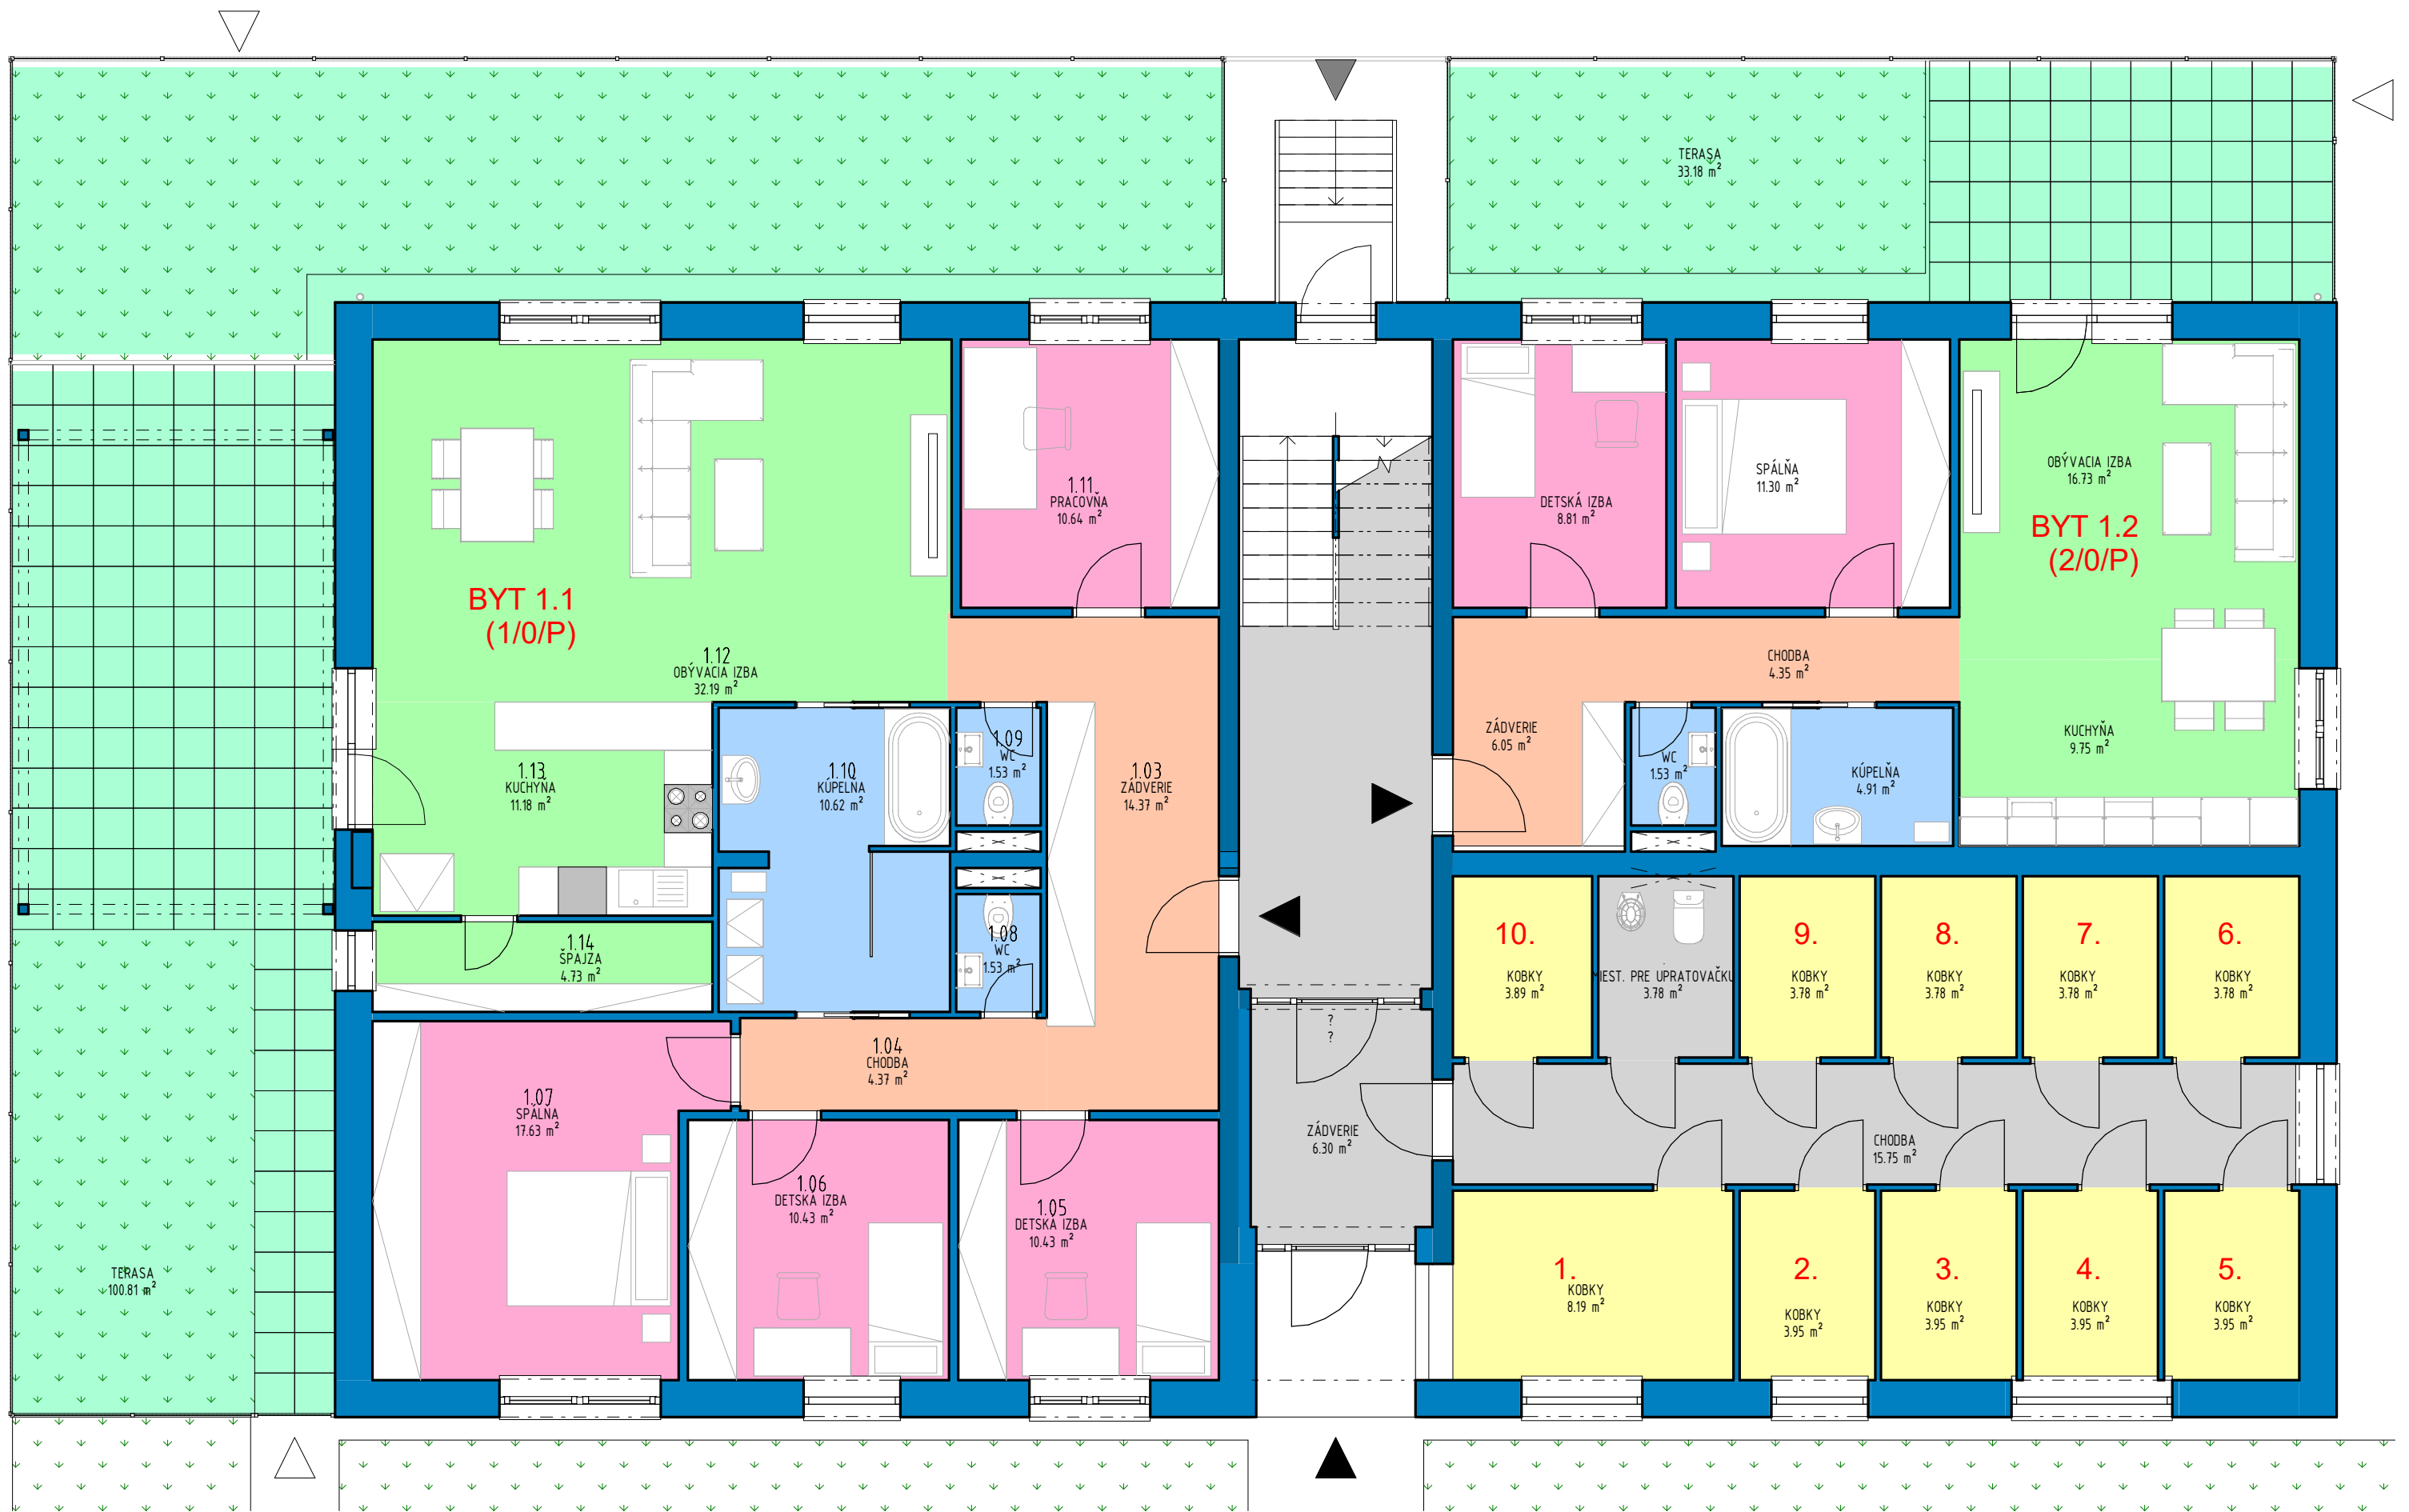 TERASA
33.18 m²
1.11
PRACOVŇA
10.64 m²
DETSKÁ IZBA
8.81 m²
SPÁLŇA
11.30 m²
OBÝVACIA IZBA
16.73 m²
BYT 1.2
(2/0/P)
BYT 1.1
(1/0/P)
1.12
OBÝVACIA IZBA
32.19 m²
CHODBA
4.35 m²
ZÁDVERIE
6.05 m²
KUCHYŇA
9.75 m²
1.13
KUCHYŇA
11.18 m²
1.10
KÚPEĽŇA
10.62 m²
1.09
WC
1.53 m²
1.03
ZÁDVERIE
14.37 m²
WC
1.53 m²
KÚPEĽŇA
4.91 m²
1.14
ŠPAJZA
4.73 m²
1.08
WC
1.53 m²
10.
KOBKY
3.89 m²
MIEST. PRE UPRATOVAČKU
3.78 m²
9.
KOBKY
3.78 m²
8.
KOBKY
3.78 m²
7.
KOBKY
3.78 m²
6.
KOBKY
3.78 m²
?
?
1.04
CHODBA
4.37 m²
1.07
SPÁLŇA
17.63 m²
ZÁDVERIE
6.30 m²
CHODBA
15.75 m²
1.06
DETSKÁ IZBA
10.43 m²
1.05
DETSKÁ IZBA
10.43 m²
TERASA
100.81 m²
1.
KOBKY
8.19 m²
2.
KOBKY
3.95 m²
3.
KOBKY
3.95 m²
4.
KOBKY
3.95 m²
5.
KOBKY
3.95 m²